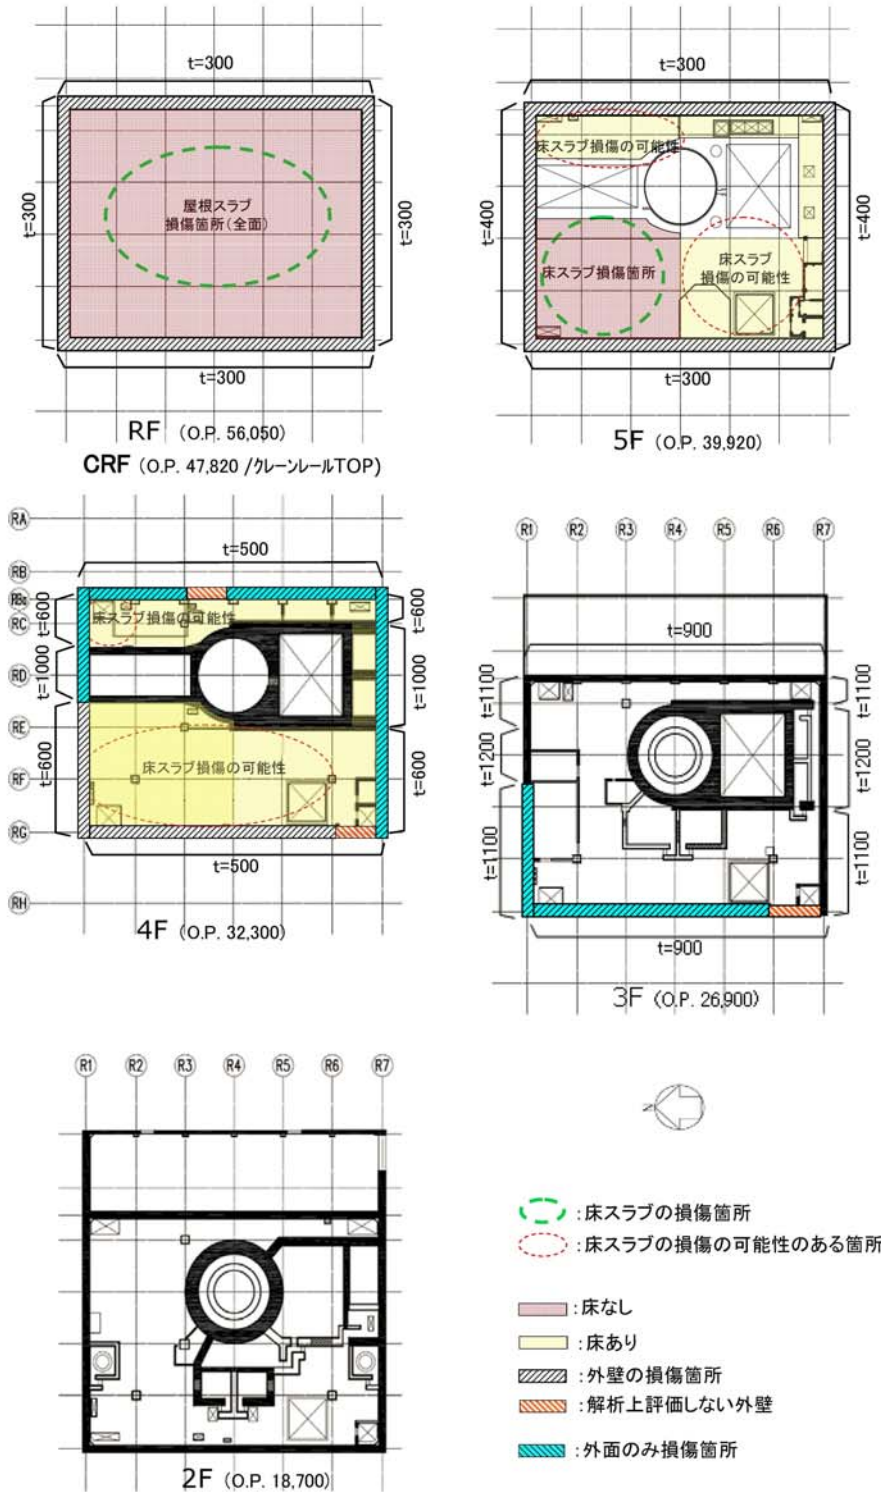 t=300
t=300
t=300
屋根スラブ
損傷箇所(全面)
t=300
RF (O.P. 56,050)
CRF (O.P. 47,820 /クレーンレールTOP)
t=300
床スラブ損傷の可能性
t=400
t=400
床スラブ損傷箇所
床スラブ
損傷の可能性
t=300
5F (O.P. 39,920)
RA
RB
RBa
RC
RD
RE
RF
RG
RH
t=500
t=600
t=1000
t=600
床スラブ損傷の可能性
床スラブ損傷の可能性
t=600
t=1000
t=600
t=500
4F (O.P. 32,300)
R1 R2 R3 R4 R5 R6 R7
t=900
t=1100
t=1200
t=1100
t=1100
t=1200
t=1100
t=900
3F (O.P. 26,900)
R1 R2 R3 R4 R5 R6 R7
2F (O.P. 18,700)
N
:床スラブの損傷箇所
:床スラブの損傷の可能性のある箇所
:床なし
:床あり
:外壁の損傷箇所
:解析上評価しない外壁
:外面のみ損傷箇所